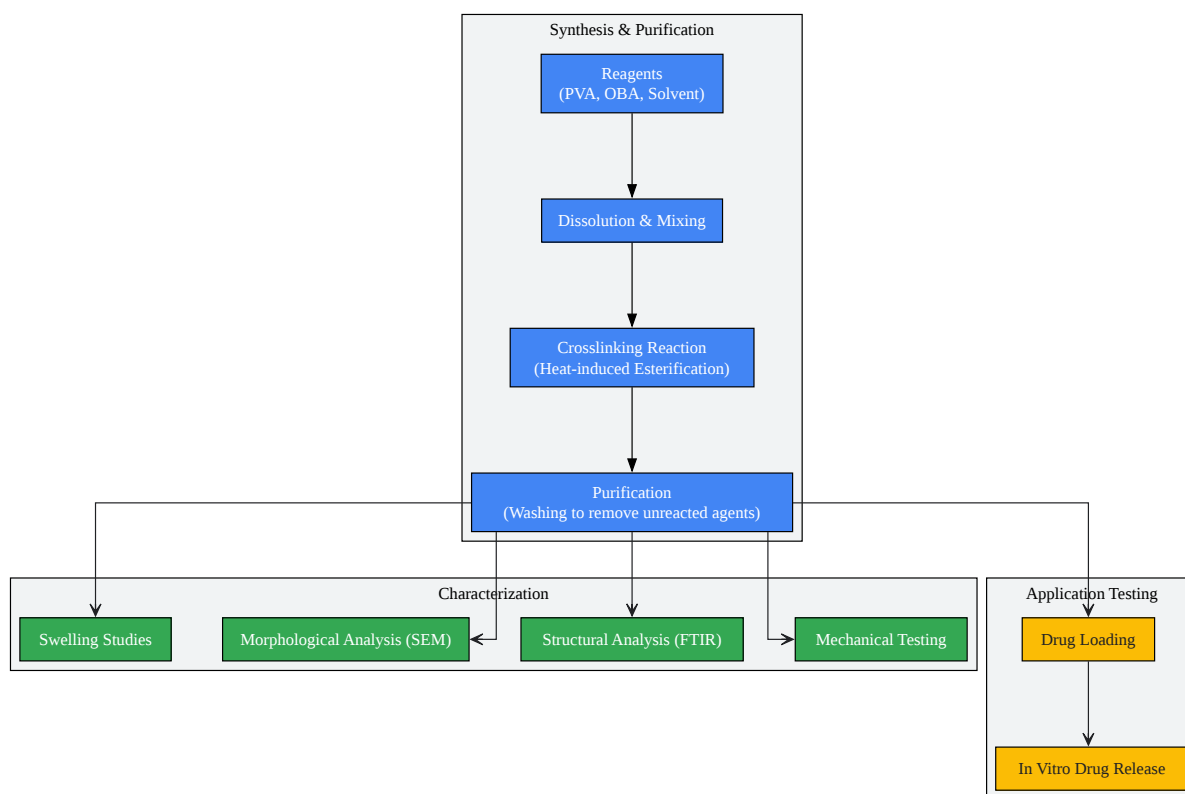 Synthesis & Purification
Reagents
(PVA, OBA, Solvent)
Dissolution & Mixing
Crosslinking Reaction
(Heat-induced Esterification)
Purification
(Washing to remove unreacted agents)
Characterization
Application Testing
Swelling Studies
Morphological Analysis (SEM)
Structural Analysis (FTIR)
Mechanical Testing
Drug Loading
In Vitro Drug Release